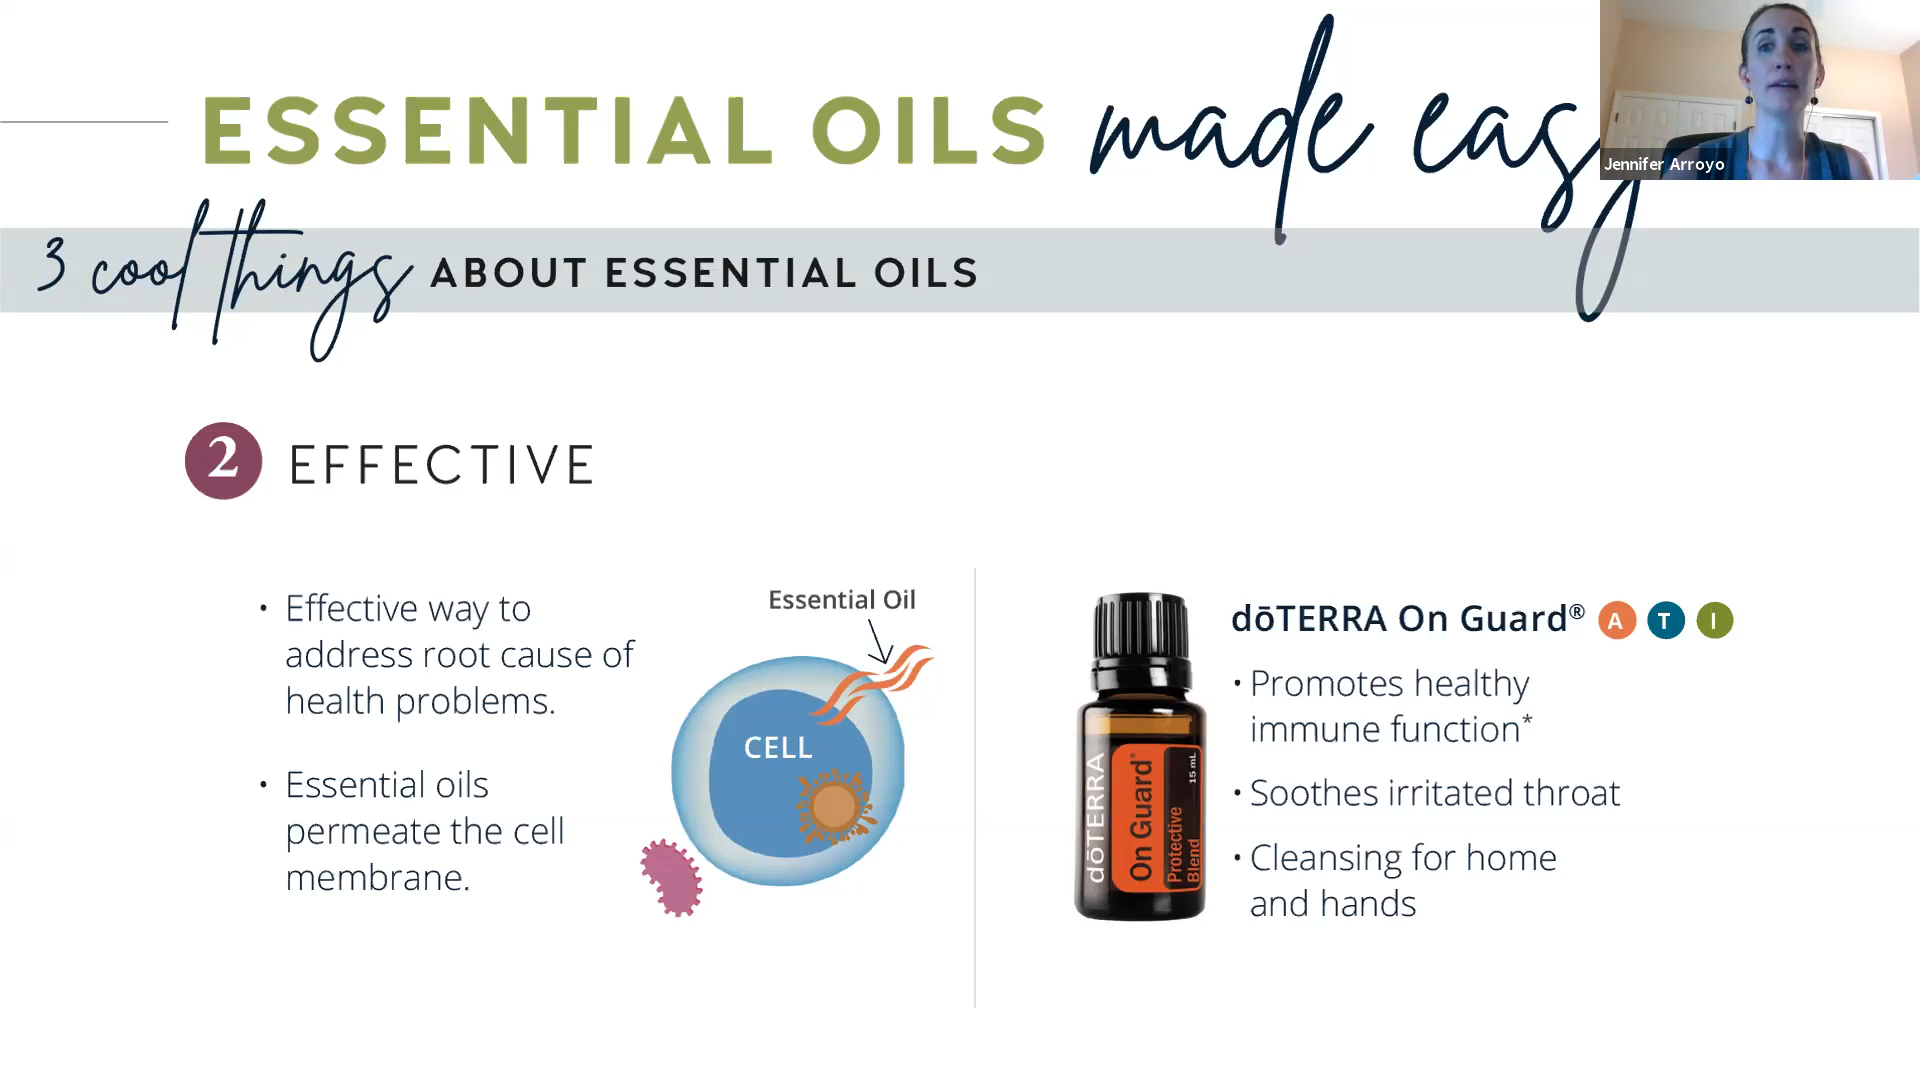 ESSENTIAL OILS made easy
Jennifer Arroyo
3 cool things ABOUT ESSENTIAL OILS
2 EFFECTIVE
• Effective way to
address root cause of
health problems.
• Essential oils
permeate the cell
membrane.
Essential Oil
CELL
dōTERRA
On Guard®
Protective
Blend
15 mL
dōTERRA On Guard® A T I
• Promotes healthy
immune function*
• Soothes irritated throat
• Cleansing for home
and hands